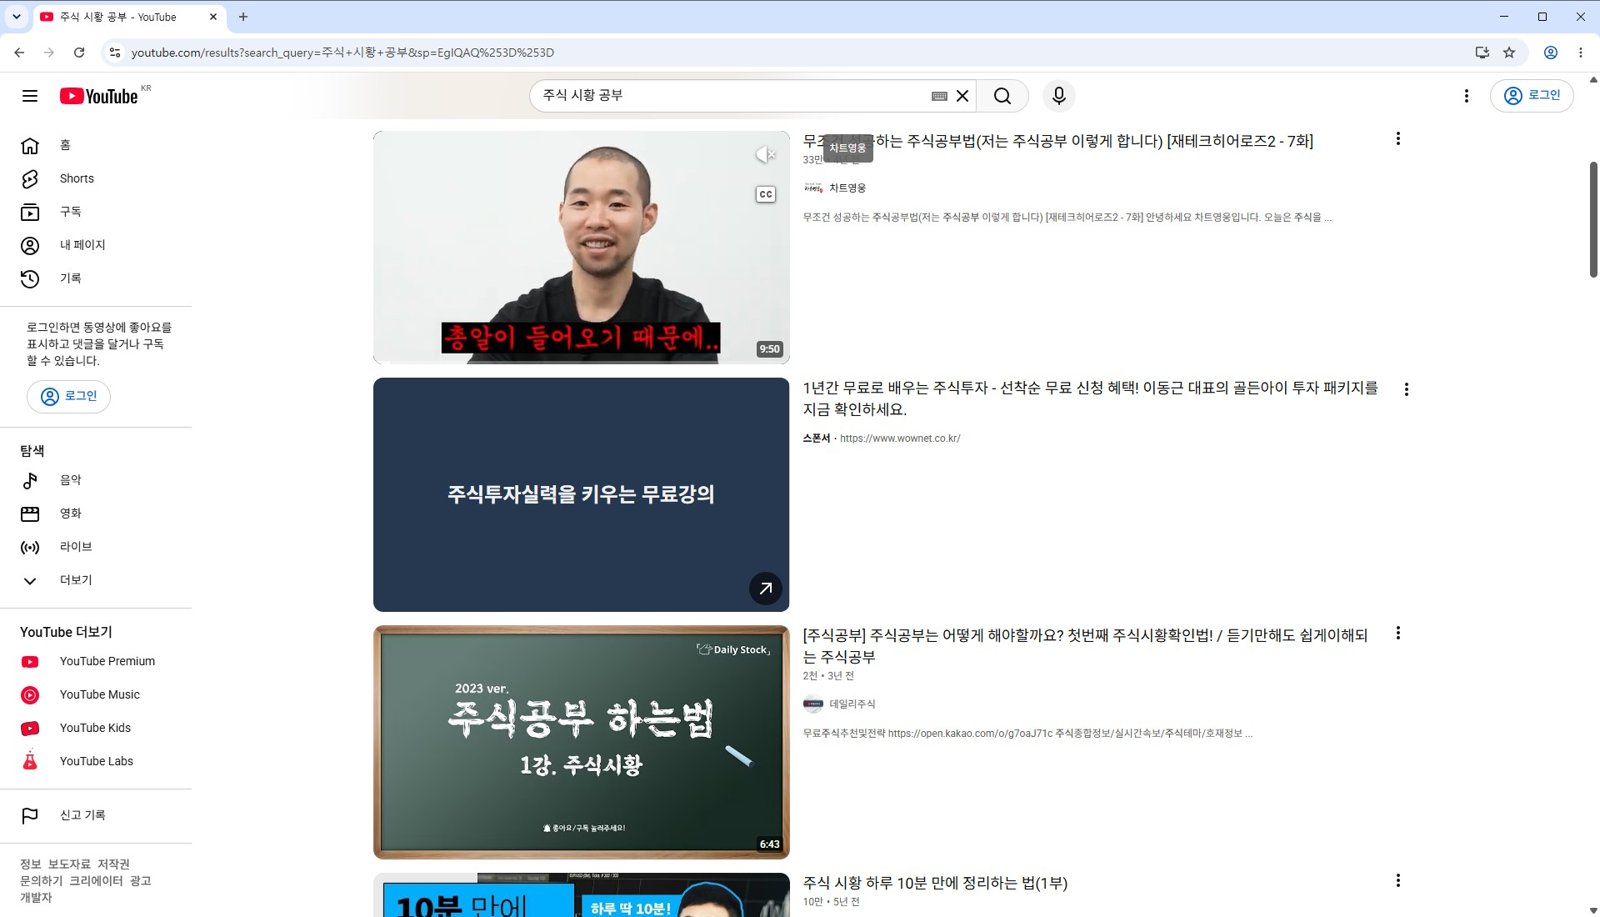 주식 시황 공부 - YouTube
youtube.com/results?search_query=주식+시황+공부&sp=EgIQAQ%253D%253D
YouTube KR
주식 시황 공부
로그인
홈
Shorts
구독
내 페이지
기록
로그인하면 동영상에 좋아요를
표시하고 댓글을 달거나 구독
할 수 있습니다.
로그인
탐색
음악
영화
라이브
더보기
YouTube 더보기
YouTube Premium
YouTube Music
YouTube Kids
YouTube Labs
신고 기록
정보 보도자료 저작권
문의하기 크리에이터 광고
개발자
CC
총알이 들어오기 때문에..
9:50
무조건 성공하는 주식공부법(저는 주식공부 이렇게 합니다) [재테크히어로즈2 - 7화]
차트영웅
33만
차트영웅
무조건 성공하는 주식공부법(저는 주식공부 이렇게 합니다) [재테크히어로즈2 - 7화] 안녕하세요 차트영웅입니다. 오늘은 주식을 ...
주식투자실력을 키우는 무료강의
1년간 무료로 배우는 주식투자 - 선착순 무료 신청 혜택! 이동근 대표의 골든아이 투자 패키지를
지금 확인하세요.
스폰서 · https://www.wownet.co.kr/
Daily Stock
2023 ver.
주식공부 하는법
1강. 주식시황
좋아요/구독 눌러주세요!
6:43
[주식공부] 주식공부는 어떻게 해야할까요? 첫번째 주식시황확인법! / 듣기만해도 쉽게이해되
는 주식공부
2천 • 3년 전
데일리주식
무료주식추천및전략 https://open.kakao.com/o/g7oaJ71c 주식종합정보/실시간속보/주식테마/호재정보 ...
10분 만에
하루 딱 10분!
주식 시황 하루 10분 만에 정리하는 법(1부)
10만 • 5년 전